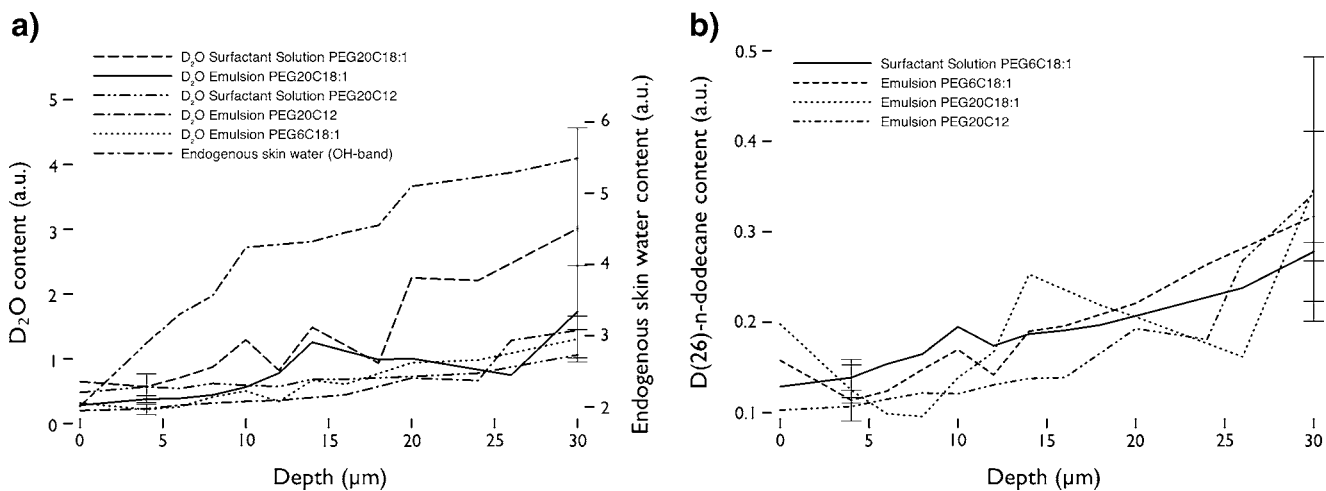 a)
D₂O Surfactant Solution PEG20C18:1
D₂O Emulsion PEG20C18:1
D₂O Surfactant Solution PEG20C12
D₂O Emulsion PEG20C12
D₂O Emulsion PEG6C18:1
Endogenous skin water (OH-band)
D₂O content (a.u.)
5
4
3
2
1
0
Endogenous skin water content (a.u.)
6
5
4
3
2
0 5 10 15 20 25 30
Depth (µm)
b)
Surfactant Solution PEG6C18:1
Emulsion PEG6C18:1
Emulsion PEG20C18:1
Emulsion PEG20C12
D(26)-n-dodecane content (a.u.)
0.5
0.4
0.3
0.2
0.1
0 5 10 15 20 25 30
Depth (µm)